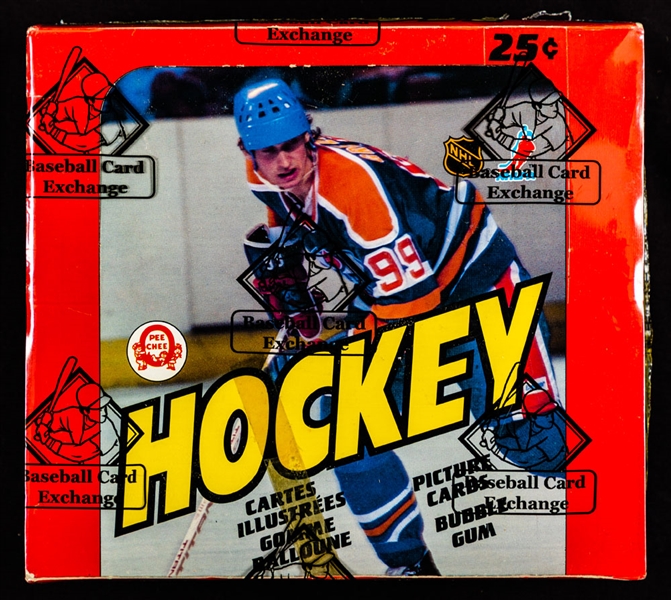 Exchange
25¢
Baseball Card
Exchange
NHL
Baseball Card
Exchange
99
99
Baseball Card
Exchange
PEE
CHEE
HOCKEY
Baseball Card
Exchange
Baseball Card
Exchange
CARTES
ILLUSTRÉES
GOMME
BALLOUNE
PICTURE
CARDS
BUBBLE
GUM